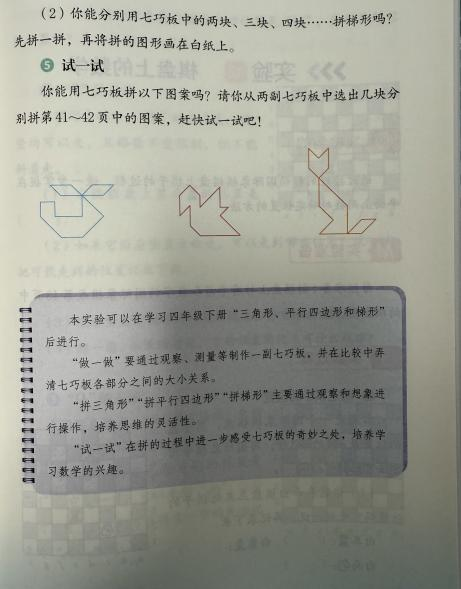 (2)你能分别用七巧板中的两块、三块、四块……拼梯形吗?
先拼一拼，再将拼的图形画在白纸上。
5 试一试
你能用七巧板拼以下图案吗？请你从两副七巧板中选出几块分
别拼第41～42页中的图案，赶快试一试吧！
本实验可以在学习四年级下册“三角形、平行四边形和梯形”
后进行。
“做一做”要通过观察、测量等制作一副七巧板，并在比较中弄
清七巧板各部分之间的大小关系。
“拼三角形”“拼平行四边形”“拼梯形”主要通过观察和想象进
行操作，培养思维的灵活性。
“试一试”在拼的过程中进一步感受七巧板的奇妙之处，培养学
习数学的兴趣。